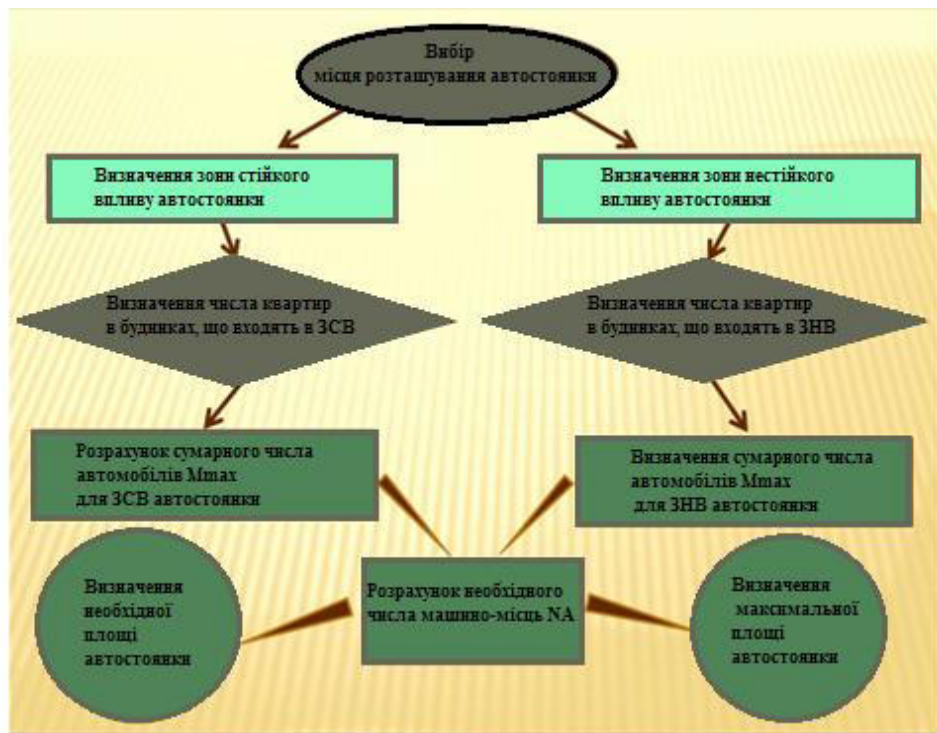 Вибір
місця розташування автостоянки
Визначення зони стійкого
впливу автостоянки
Визначення зони нестійкого
впливу автостоянки
Визначення числа квартир
в будинках, що входять в ЗСВ
Визначення числа квартир
в будинках, що входять в ЗНВ
Розрахунок сумарного числа
автомобілів Mmax
для ЗСВ автостоянки
Визначення сумарного числа
автомобілів Mmax
для ЗНВ автостоянки
Визначення
необхідної
площі
автостоянки
Розрахунок необхідного
числа машино-місць NA
Визначення
максимальної
площі
автостоянки